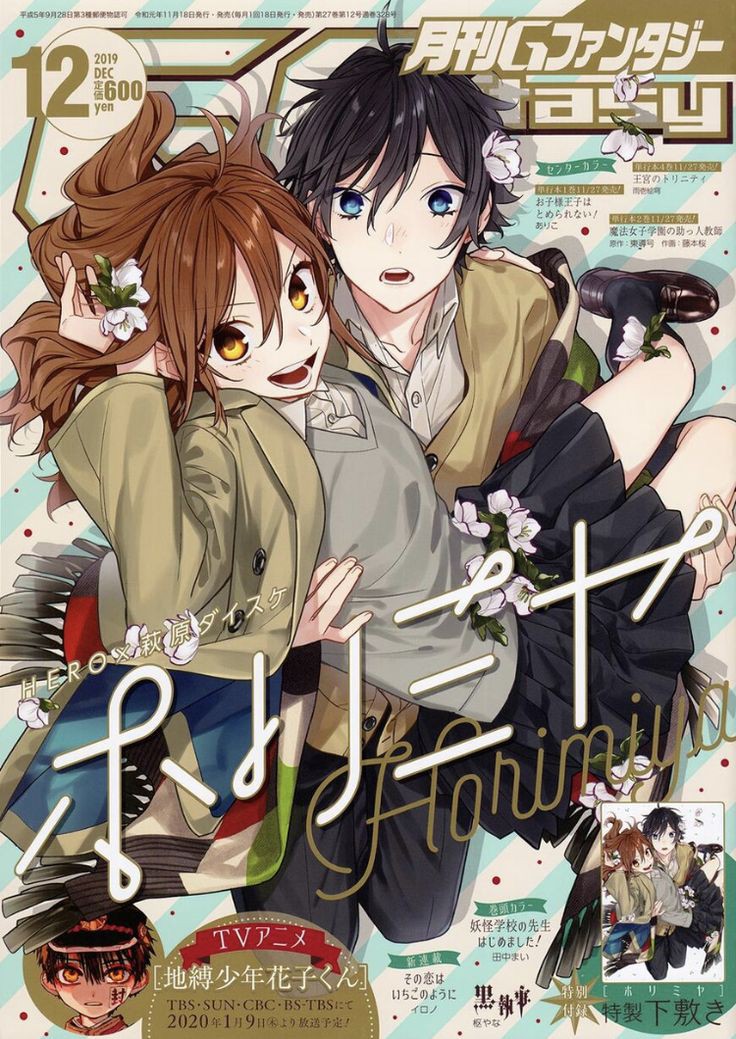 平成5年9月28日第3種郵便物認可　令和元年11月18日発行・発売(毎月1回18日発行・発売)第27巻第12号通巻328号
月刊Gファンタジー
12
2019
DEC
定価600
yen
センターカラー
単行本1巻11/27発売!
お子様王子は
とめられない!
ありこ
単行本4巻11/27発売!
王宮のトリニティ
雨壱絵穹
単行本2巻11/27発売!
魔法女子学園の助っ人教師
原作:東導号　作画:藤本桜
HERO×萩原ダイスケ
ホリミヤ
Horimiya
TVアニメ
[地縛少年花子くん]
TBS・SUN・CBC・BS-TBSにて
2020年1月9日(木)より放送予定!
封
新連載
その恋は
いちごのように
イロノ
巻頭カラー
妖怪学校の先生
はじめました!
田中まい
黒執事
枢やな
特別
付録
[ホリミヤ]
特製 下敷き